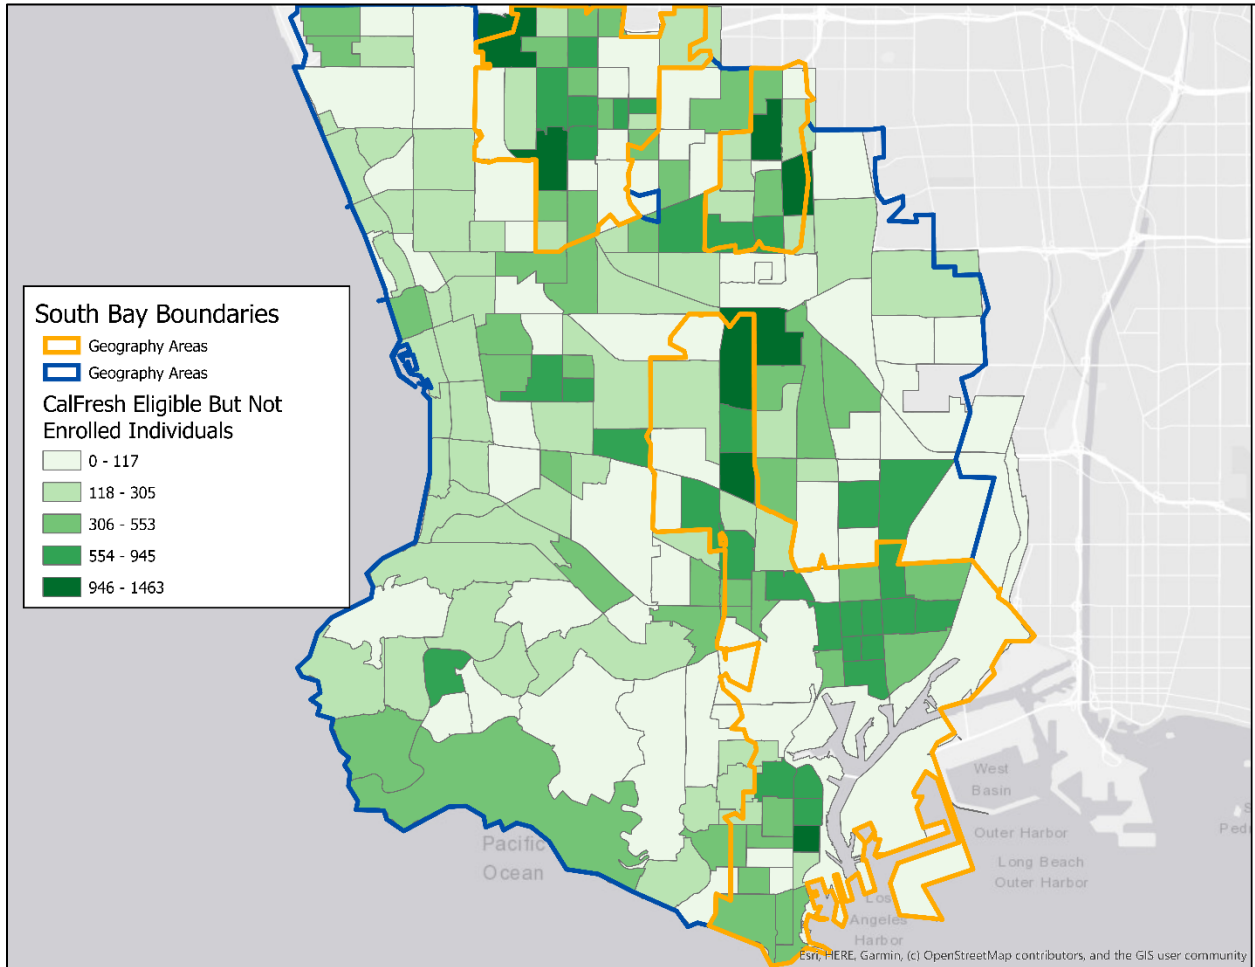 South Bay Boundaries
Geography Areas
Geography Areas
CalFresh Eligible But Not
Enrolled Individuals
0 - 117
118 - 305
306 - 553
554 - 945
946 - 1463
West
Basin
Outer Harbor
Long Beach
Outer Harbor
Pacific
Ocean
Los
Angeles
Harbor
Esri, HERE, Garmin, (c) OpenStreetMap contributors, and the GIS user community